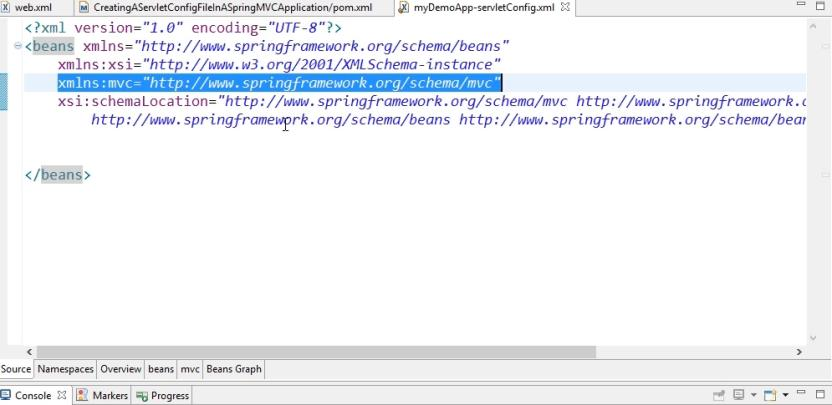 web.xml CreatingAServletConfigFileInASpringMVCApplication/pom.xml myDemoApp-servletConfig.xml
<?xml version="1.0" encoding="UTF-8"?>
<beans xmlns="http://www.springframework.org/schema/beans"
xmlns:xsi="http://www.w3.org/2001/XMLSchema-instance"
xmlns:mvc="http://www.springframework.org/schema/mvc"
xsi:schemaLocation="http://www.springframework.org/schema/mvc http://www.springframework.
http://www.springframework.org/schema/beans http://www.springframework.org/schema/
</beans>
Source Namespaces Overview beans mvc Beans Graph
Console Markers Progress